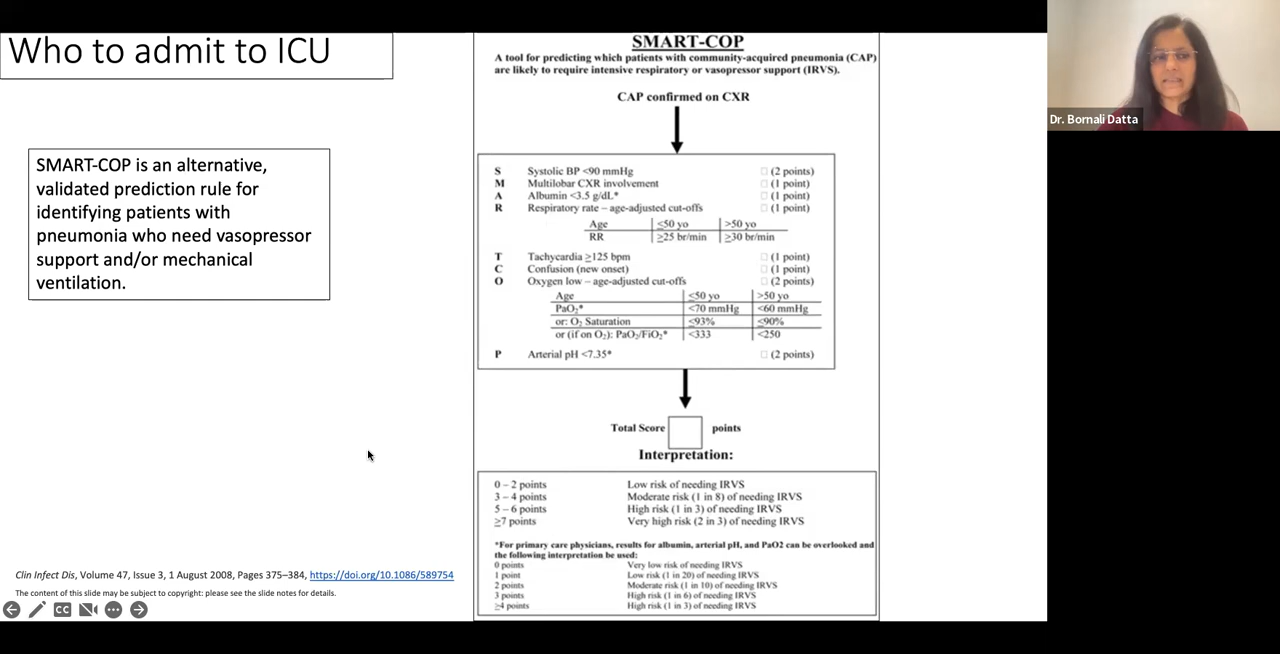 Who to admit to ICU
SMART-COP is an alternative,
validated prediction rule for
identifying patients with
pneumonia who need vasopressor
support and/or mechanical
ventilation.
Clin Infect Dis, Volume 47, Issue 3, 1 August 2008, Pages 375–384, https://doi.org/10.1086/589754
The content of this slide may be subject to copyright: please see the slide notes for details.
CC
SMART-COP
A tool for predicting which patients with community-acquired pneumonia (CAP)
are likely to require intensive respiratory or vasopressor support (IRVS).
CAP confirmed on CXR
S Systolic BP <90 mmHg (2 points)
M Multilobar CXR involvement (1 point)
A Albumin <3.5 g/dL* (1 point)
R Respiratory rate – age-adjusted cut-offs (1 point)
Age ≤50 yo >50 yo
RR ≥25 br/min ≥30 br/min
T Tachycardia ≥125 bpm (1 point)
C Confusion (new onset) (1 point)
O Oxygen low – age-adjusted cut-offs (2 points)
Age ≤50 yo >50 yo
PaO₂* <70 mmHg <60 mmHg
or: O₂ Saturation ≤93% ≤90%
or (if on O₂): PaO₂/FiO₂* <333 <250
P Arterial pH <7.35* (2 points)
Total Score points
Interpretation:
0 – 2 points Low risk of needing IRVS
3 – 4 points Moderate risk (1 in 8) of needing IRVS
5 – 6 points High risk (1 in 3) of needing IRVS
≥7 points Very high risk (2 in 3) of needing IRVS
*For primary care physicians, results for albumin, arterial pH, and PaO2 can be overlooked and
the following interpretation be used:
0 points Very low risk of needing IRVS
1 point Low risk (1 in 20) of needing IRVS
2 points Moderate risk (1 in 10) of needing IRVS
3 points High risk (1 in 6) of needing IRVS
≥4 points High risk (1 in 3) of needing IRVS
Dr. Bornali Datta